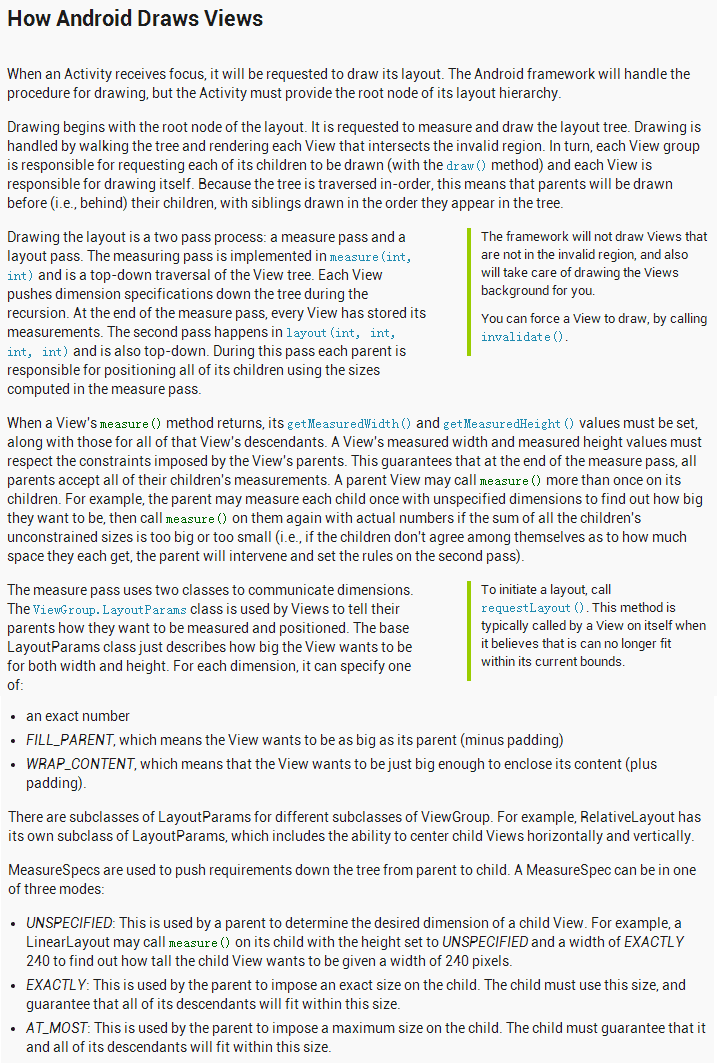 How Android Draws Views
When an Activity receives focus, it will be requested to draw its layout. The Android framework will handle the
procedure for drawing, but the Activity must provide the root node of its layout hierarchy.
Drawing begins with the root node of the layout. It is requested to measure and draw the layout tree. Drawing is
handled by walking the tree and rendering each View that intersects the invalid region. In turn, each View group
is responsible for requesting each of its children to be drawn (with the draw() method) and each View is
responsible for drawing itself. Because the tree is traversed in-order, this means that parents will be drawn
before (i.e., behind) their children, with siblings drawn in the order they appear in the tree.
Drawing the layout is a two pass process: a measure pass and a
layout pass. The measuring pass is implemented in measure(int,
int) and is a top-down traversal of the View tree. Each View
pushes dimension specifications down the tree during the
recursion. At the end of the measure pass, every View has stored its
measurements. The second pass happens in layout(int, int,
int, int) and is also top-down. During this pass each parent is
responsible for positioning all of its children using the sizes
computed in the measure pass.
The framework will not draw Views that
are not in the invalid region, and also
will take care of drawing the Views
background for you.
You can force a View to draw, by calling
invalidate().
When a View's measure() method returns, its getMeasuredWidth() and getMeasuredHeight() values must be set,
along with those for all of that View's descendants. A View's measured width and measured height values must
respect the constraints imposed by the View's parents. This guarantees that at the end of the measure pass, all
parents accept all of their children's measurements. A parent View may call measure() more than once on its
children. For example, the parent may measure each child once with unspecified dimensions to find out how big
they want to be, then call measure() on them again with actual numbers if the sum of all the children's
unconstrained sizes is too big or too small (i.e., if the children don't agree among themselves as to how much
space they each get, the parent will intervene and set the rules on the second pass).
The measure pass uses two classes to communicate dimensions.
The ViewGroup.LayoutParams class is used by Views to tell their
parents how they want to be measured and positioned. The base
LayoutParams class just describes how big the View wants to be
for both width and height. For each dimension, it can specify one
of:
To initiate a layout, call
requestLayout(). This method is
typically called by a View on itself when
it believes that is can no longer fit
within its current bounds.
• an exact number
• FILL_PARENT, which means the View wants to be as big as its parent (minus padding)
• WRAP_CONTENT, which means that the View wants to be just big enough to enclose its content (plus
padding).
There are subclasses of LayoutParams for different subclasses of ViewGroup. For example, RelativeLayout has
its own subclass of LayoutParams, which includes the ability to center child Views horizontally and vertically.
MeasureSpecs are used to push requirements down the tree from parent to child. A MeasureSpec can be in one
of three modes:
• UNSPECIFIED: This is used by a parent to determine the desired dimension of a child View. For example, a
LinearLayout may call measure() on its child with the height set to UNSPECIFIED and a width of EXACTLY
240 to find out how tall the child View wants to be given a width of 240 pixels.
• EXACTLY: This is used by the parent to impose an exact size on the child. The child must use this size, and
guarantee that all of its descendants will fit within this size.
• AT_MOST: This is used by the parent to impose a maximum size on the child. The child must guarantee that it
and all of its descendants will fit within this size.